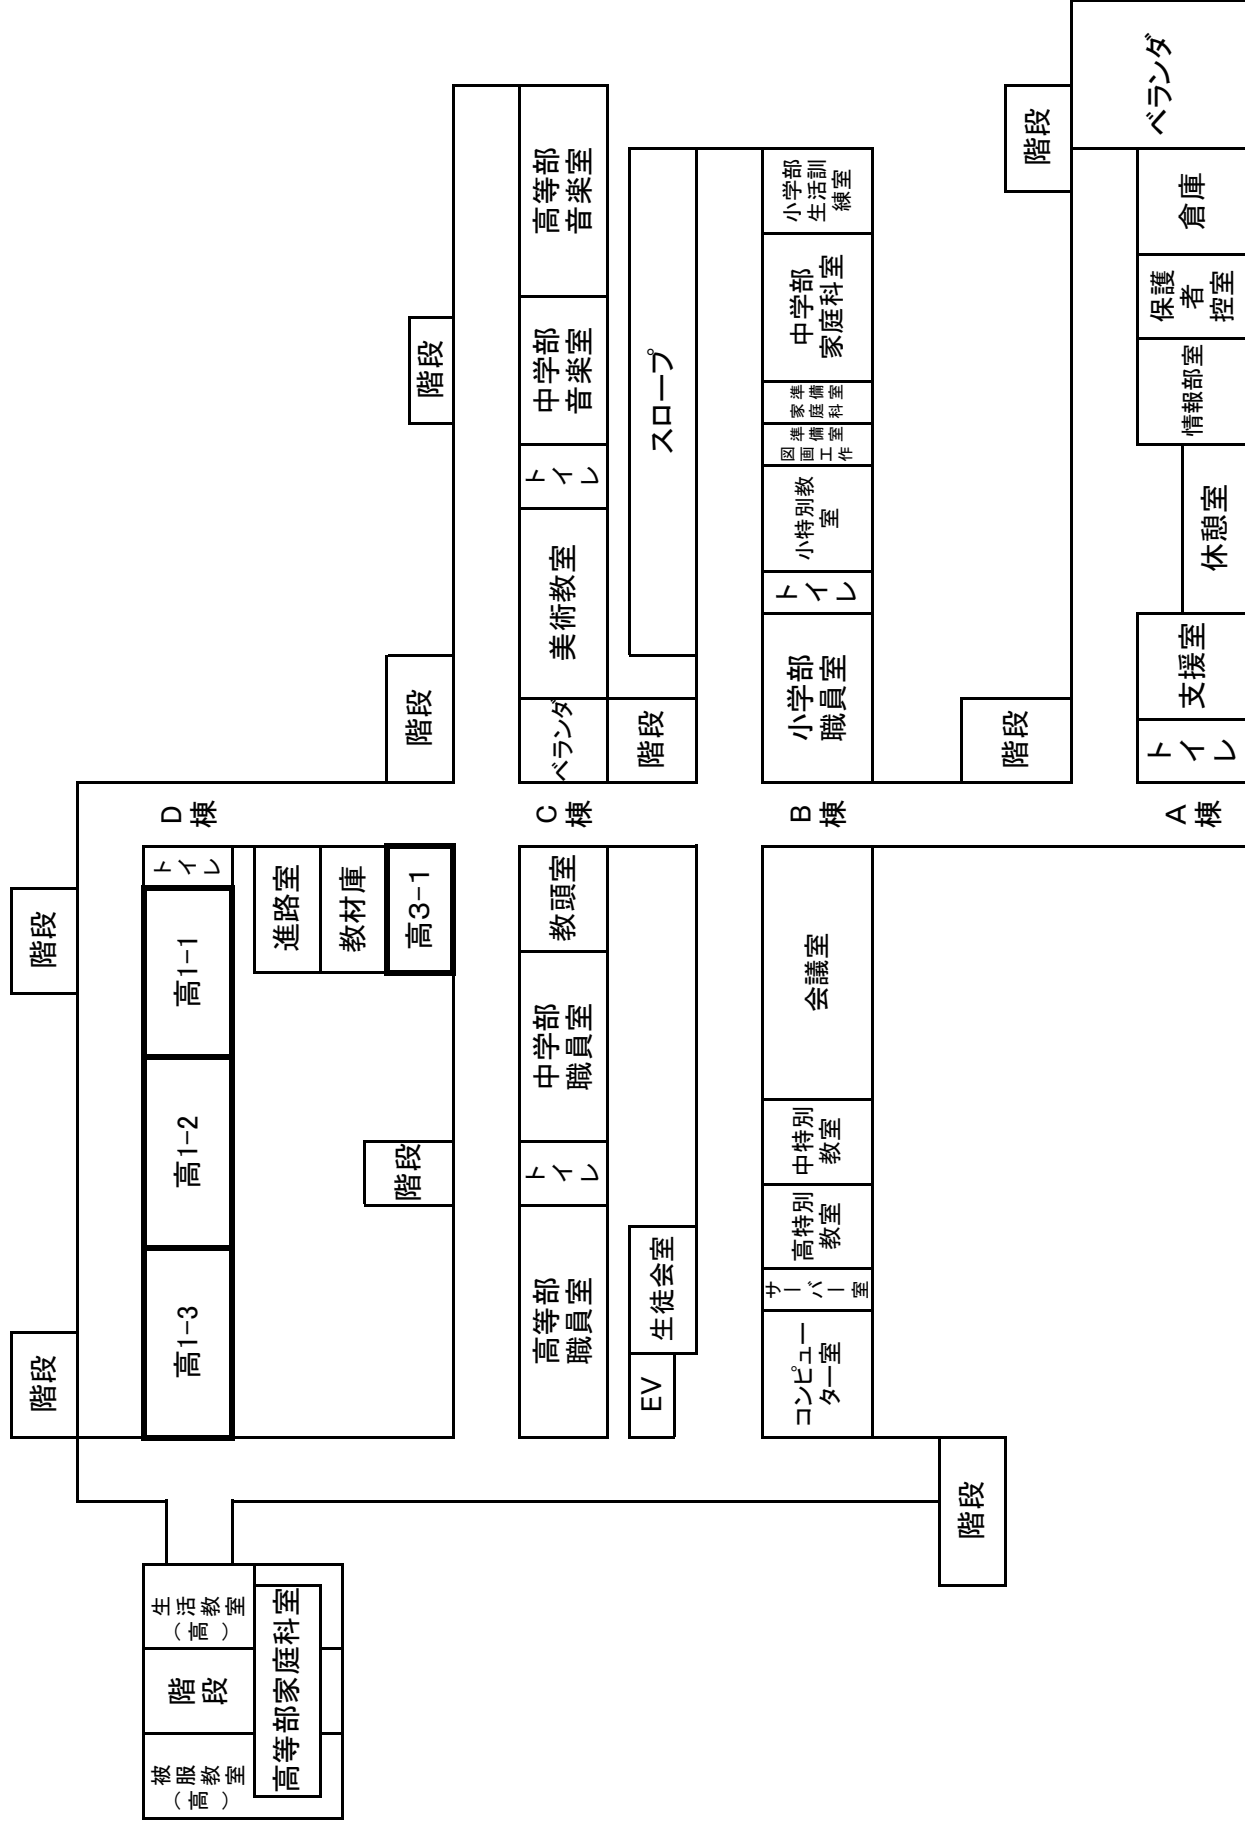 階段
階段
D
棟
トイレ
高1-1
高1-2
高1-3
進路室
教材庫
高3-1
階段
階段
階段
生活教室
（高）
階
段
被服教室
（高）
高等部家庭科室
高等部
音楽室
中学部
音楽室
トイレ
美術教室
ベランダ
階段
スロープ
C
棟
教頭室
中学部
職員室
トイレ
高等部
職員室
生徒会室
EV
小学部
生活訓
練室
中学部
家庭科室
家庭科
準備室
図画工作
準備室
小特別教
室
トイレ
小学部
職員室
B
棟
会議室
中特別
教室
高特別
教室
サーバー室
コンピュー
ター室
階段
階段
階段
ベランダ
倉庫
保護
者
控室
情報部室
休憩室
支援室
トイレ
A
棟